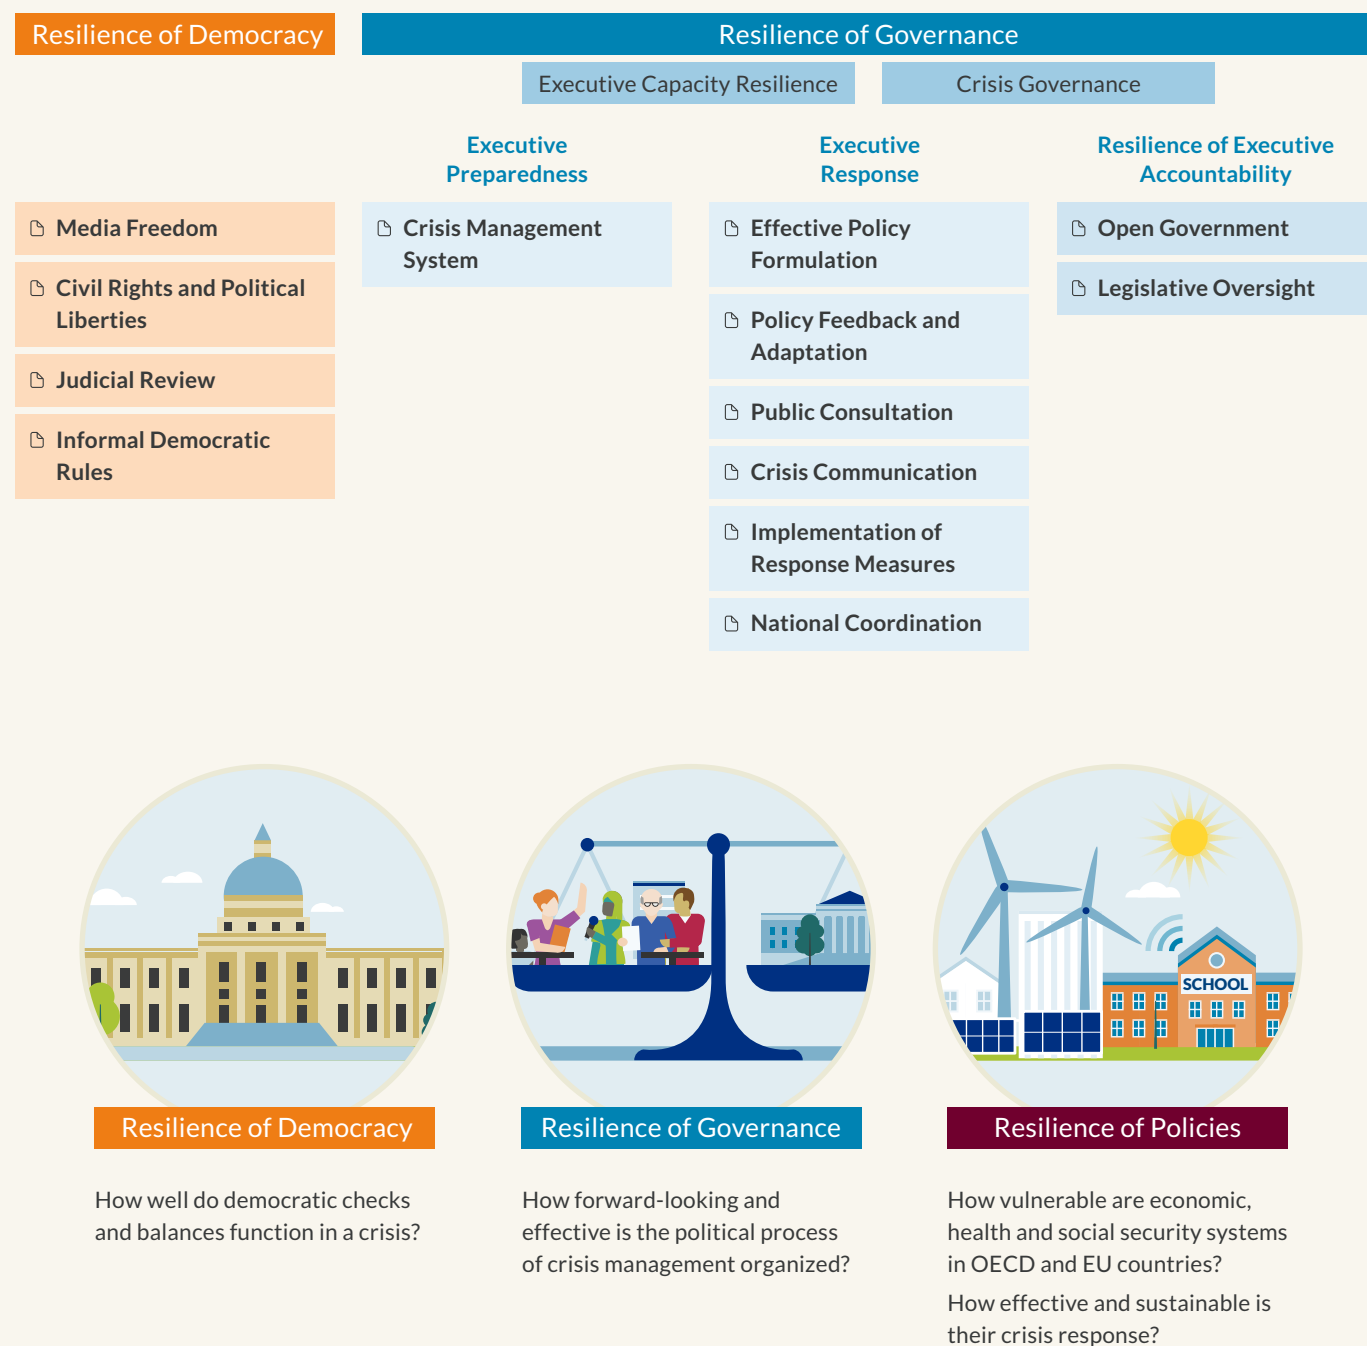 Resilience of Democracy
Resilience of Governance
Executive Capacity Resilience
Crisis Governance
Executive
Preparedness
Executive
Response
Resilience of Executive
Accountability
Media Freedom
Civil Rights and Political
Liberties
Judicial Review
Informal Democratic
Rules
Crisis Management
System
Effective Policy
Formulation
Policy Feedback and
Adaptation
Public Consultation
Crisis Communication
Implementation of
Response Measures
National Coordination
Open Government
Legislative Oversight
SCHOOL
Resilience of Democracy
How well do democratic checks
and balances function in a crisis?
Resilience of Governance
How forward-looking and
effective is the political process
of crisis management organized?
Resilience of Policies
How vulnerable are economic,
health and social security systems
in OECD and EU countries?
How effective and sustainable is
their crisis response?